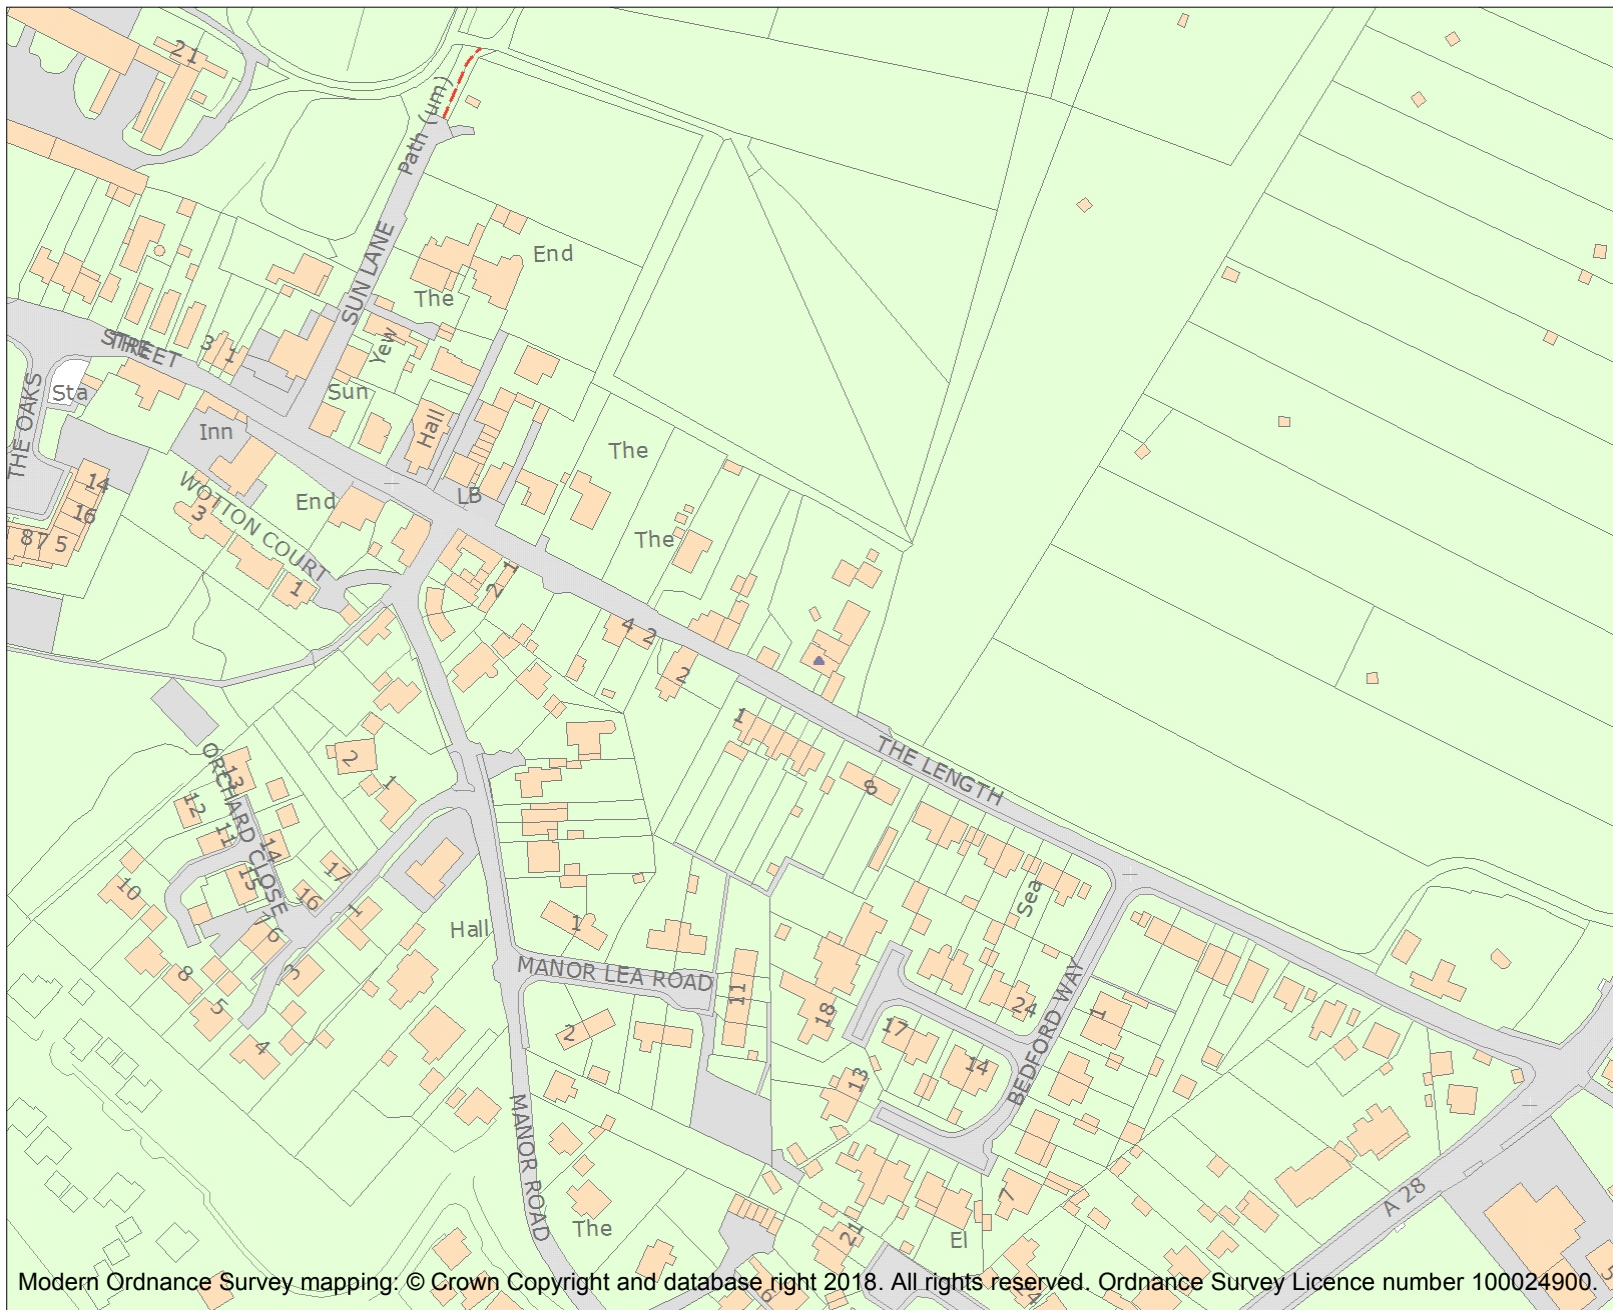 21
Path (um)
SUN LANE
End
The
STREET
THE
3
1
Yew
Sun
Sta
THE OAKS
Inn
Hall
LB
The
14
16
8
7
5
WOTTON COURT
3
1
End
The
1
2
4
2
2
1
THE LENGTH
8
2
1
ORCHARD CLOSE
13
12
11
14
15
17
16
10
1
7
6
8
5
3
4
Hall
1
MANOR LEA ROAD
11
2
Sea
18
17
24
14
13
1
BEDFORD WAY
MANOR ROAD
The
7
21
El
A 28
24
16
5
Modern Ordnance Survey mapping: © Crown Copyright and database right 2018. All rights reserved. Ordnance Survey Licence number 100024900.